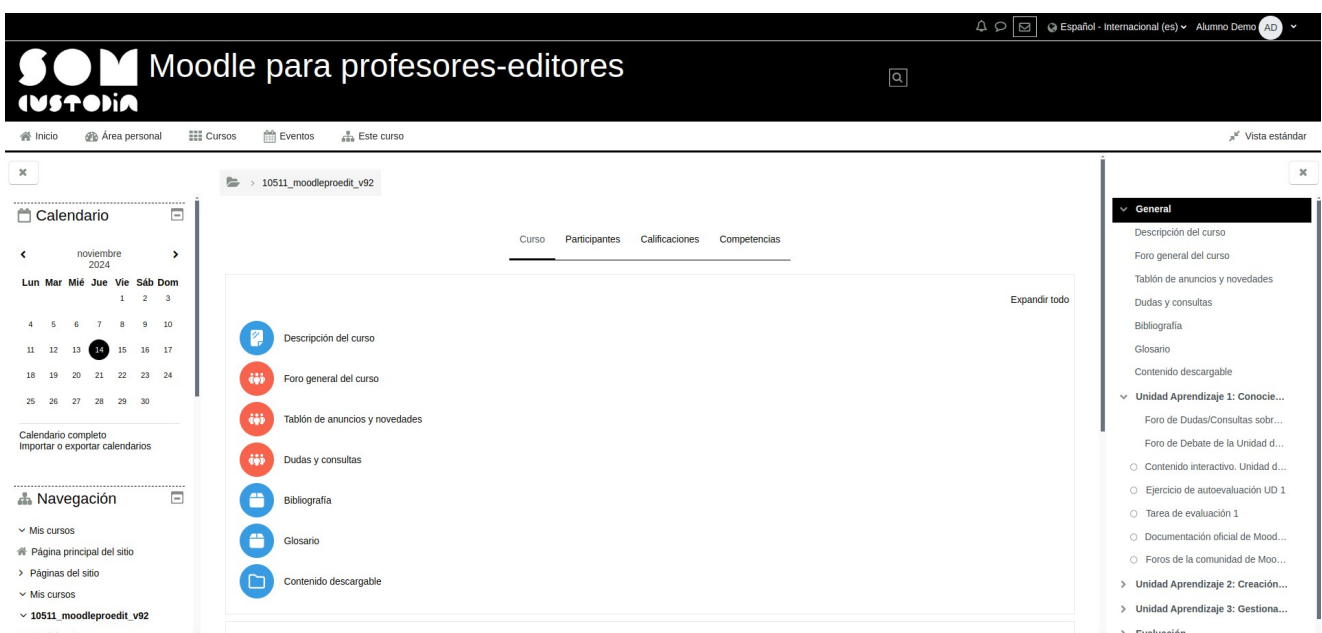 Español - Internacional (es)
Alumno Demo
AD
SOM
CUSTODIA
Moodle para profesores-editores
Inicio
Área personal
Cursos
Eventos
Este curso
Vista estándar
10511_moodleproedit_v92
Calendario
noviembre
2024
Lun Mar Mié Jue Vie Sáb Dom
1 2 3
4 5 6 7 8 9 10
11 12 13 14 15 16 17
18 19 20 21 22 23 24
25 26 27 28 29 30
Calendario completo
Importar o exportar calendarios
Navegación
Mis cursos
Página principal del sitio
Páginas del sitio
Mis cursos
10511_moodleproedit_v92
Curso
Participantes
Calificaciones
Competencias
Expandir todo
Descripción del curso
Foro general del curso
Tablón de anuncios y novedades
Dudas y consultas
Bibliografía
Glosario
Contenido descargable
General
Descripción del curso
Foro general del curso
Tablón de anuncios y novedades
Dudas y consultas
Bibliografía
Glosario
Contenido descargable
Unidad Aprendizaje 1: Conocie...
Foro de Dudas/Consultas sobr...
Foro de Debate de la Unidad d...
Contenido interactivo. Unidad d...
Ejercicio de autoevaluación UD 1
Tarea de evaluación 1
Documentación oficial de Mood...
Foros de la comunidad de Moo...
Unidad Aprendizaje 2: Creación...
Unidad Aprendizaje 3: Gestiona...
Evaluación